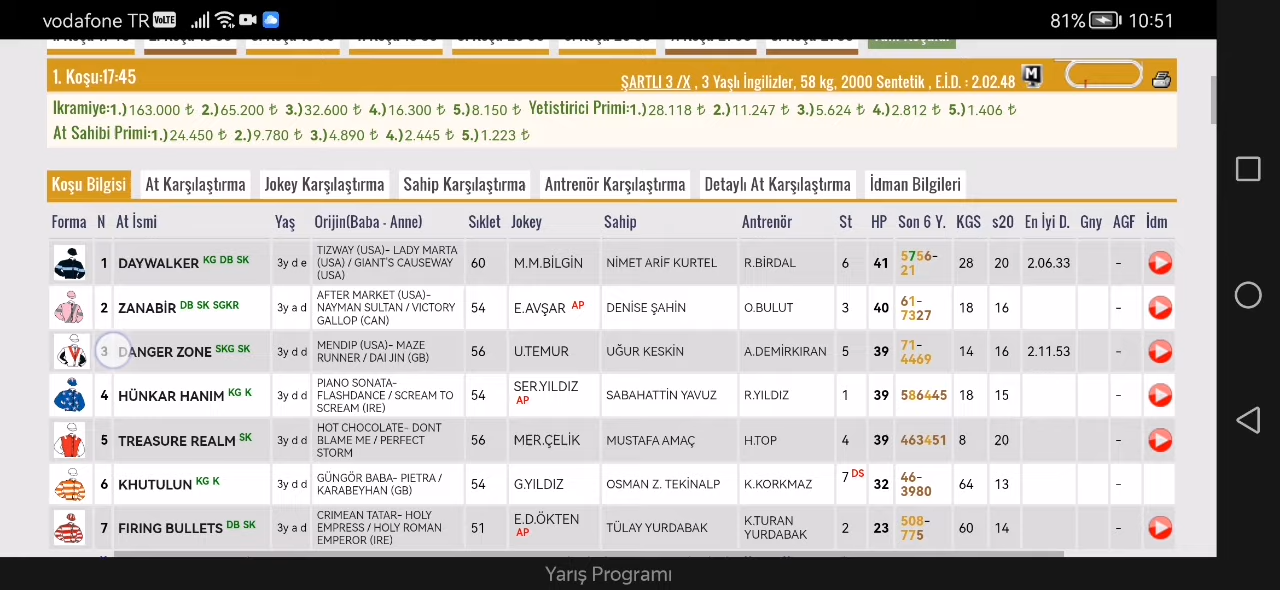 vodafone TR VoLTE 81% 10:51
1. Koşu:17:45
ŞARTLI 3 /X , 3 Yaşlı İngilizler, 58 kg, 2000 Sentetik , E.İ.D. : 2.02.48 M
Ikramiye:1.)163.000 ₺ 2.)65.200 ₺ 3.)32.600 ₺ 4.)16.300 ₺ 5.)8.150 ₺ Yetistirici Primi:1.)28.118 ₺ 2.)11.247 ₺ 3.)5.624 ₺ 4.)2.812 ₺ 5.)1.406 ₺
At Sahibi Primi:1.)24.450 ₺ 2.)9.780 ₺ 3.)4.890 ₺ 4.)2.445 ₺ 5.)1.223 ₺
Koşu Bilgisi At Karşılaştırma Jokey Karşılaştırma Sahip Karşılaştırma Antrenör Karşılaştırma Detaylı At Karşılaştırma İdman Bilgileri
Forma N At İsmi Yaş Orijin(Baba - Anne) Sıklet Jokey Sahip Antrenör St HP Son 6 Y. KGS s20 En İyi D. Gny AGF İdm
1 DAYWALKER KG DB SK 3y d e TIZWAY (USA)- LADY MARTA (USA) / GIANT'S CAUSEWAY (USA) 60 M.M.BİLGİN NİMET ARİF KURTEL R.BİRDAL 6 41 5756-21 28 20 2.06.33 -
2 ZANABİR DB SK SGKR 3y a d AFTER MARKET (USA)- NAYMAN SULTAN / VICTORY GALLOP (CAN) 54 E.AVŞAR AP DENİSE ŞAHİN O.BULUT 3 40 61-7327 18 16 -
3 DANGER ZONE SKG SK 3y d d MENDIP (USA)- MAZE RUNNER / DAI JIN (GB) 56 U.TEMUR UĞUR KESKİN A.DEMİRKIRAN 5 39 71-4469 14 16 2.11.53 -
4 HÜNKAR HANIM KG K 3y d d PIANO SONATA- FLASHDANCE / SCREAM TO SCREAM (IRE) 54 SER.YILDIZ AP SABAHATTİN YAVUZ R.YILDIZ 1 39 586445 18 15 -
5 TREASURE REALM SK 3y d d HOT CHOCOLATE- DONT BLAME ME / PERFECT STORM 56 MER.ÇELİK MUSTAFA AMAÇ H.TOP 4 39 463451 8 20 -
6 KHUTULUN KG K 3y d d GÜNGÖR BABA- PIETRA / KARABEYHAN (GB) 54 G.YILDIZ OSMAN Z. TEKİNALP K.KORKMAZ 7 DS 32 46-3980 64 13 -
7 FIRING BULLETS DB SK 3y a d CRIMEAN TATAR- HOLY EMPRESS / HOLY ROMAN EMPEROR (IRE) 51 E.D.ÖKTEN AP TÜLAY YURDABAK K.TURAN YURDABAK 2 23 508-775 60 14 -
Yarış Programı